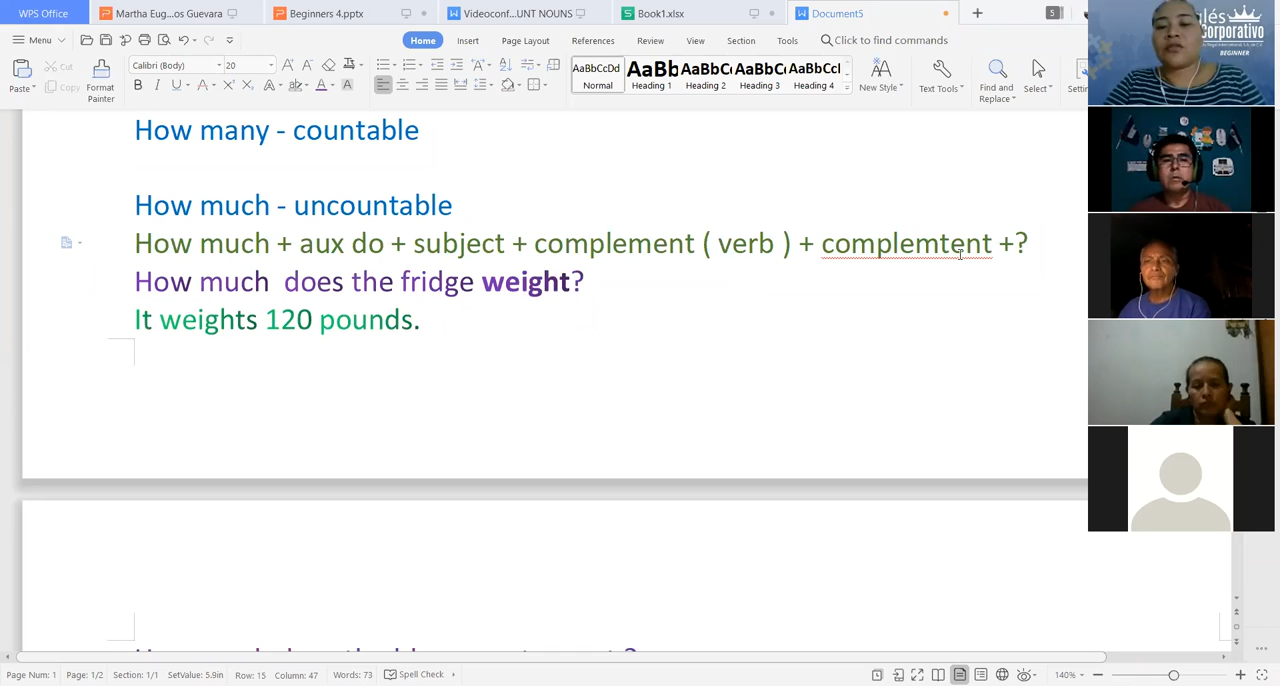 WPS Office
Martha Eug...os Guevara
Beginners 4.pptx
Videoconf...UNT NOUNS
Book1.xlsx
Document5
5
Menu
Home
Insert
Page Layout
References
Review
View
Section
Tools
Click to find commands
Paste
Cut
Copy
Format
Painter
Calibri (Body)
20
AaBbCcDd
Normal
AaBb
Heading 1
AaBbC
Heading 2
AaBbC
Heading 3
AaBbCcI
Heading 4
New Style
Text Tools
Find and
Replace
Select
glés
Corporativo
BEGINNER
How many - countable
How much - uncountable
How much + aux do + subject + complement ( verb ) + complemtent +?
How much  does the fridge weight?
It weights 120 pounds.
Page Num: 1
Page: 1/2
Section: 1/1
SetValue: 5.9in
Row: 15
Column: 47
Words: 73
Spell Check
140%